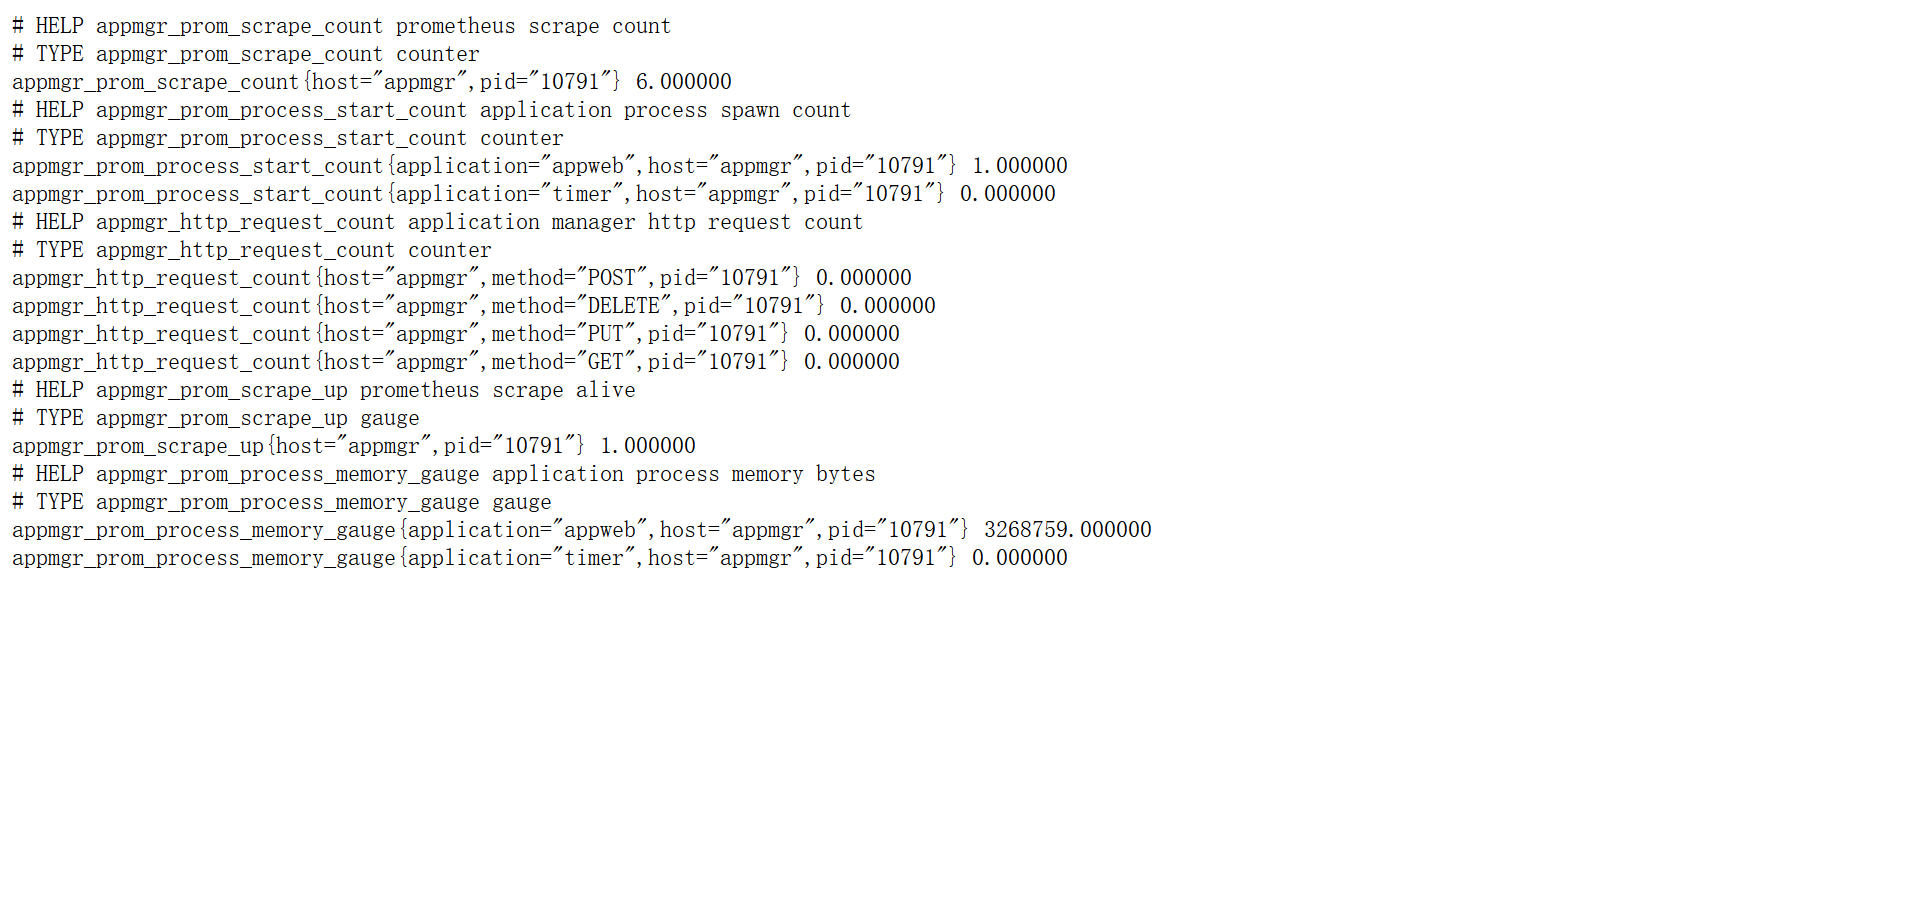 # HELP appmgr_prom_scrape_count prometheus scrape count
# TYPE appmgr_prom_scrape_count counter
appmgr_prom_scrape_count{host="appmgr",pid="10791"} 6.000000
# HELP appmgr_prom_process_start_count application process spawn count
# TYPE appmgr_prom_process_start_count counter
appmgr_prom_process_start_count{application="appweb",host="appmgr",pid="10791"} 1.000000
appmgr_prom_process_start_count{application="timer",host="appmgr",pid="10791"} 0.000000
# HELP appmgr_http_request_count application manager http request count
# TYPE appmgr_http_request_count counter
appmgr_http_request_count{host="appmgr",method="POST",pid="10791"} 0.000000
appmgr_http_request_count{host="appmgr",method="DELETE",pid="10791"} 0.000000
appmgr_http_request_count{host="appmgr",method="PUT",pid="10791"} 0.000000
appmgr_http_request_count{host="appmgr",method="GET",pid="10791"} 0.000000
# HELP appmgr_prom_scrape_up prometheus scrape alive
# TYPE appmgr_prom_scrape_up gauge
appmgr_prom_scrape_up{host="appmgr",pid="10791"} 1.000000
# HELP appmgr_prom_process_memory_gauge application process memory bytes
# TYPE appmgr_prom_process_memory_gauge gauge
appmgr_prom_process_memory_gauge{application="appweb",host="appmgr",pid="10791"} 3268759.000000
appmgr_prom_process_memory_gauge{application="timer",host="appmgr",pid="10791"} 0.000000